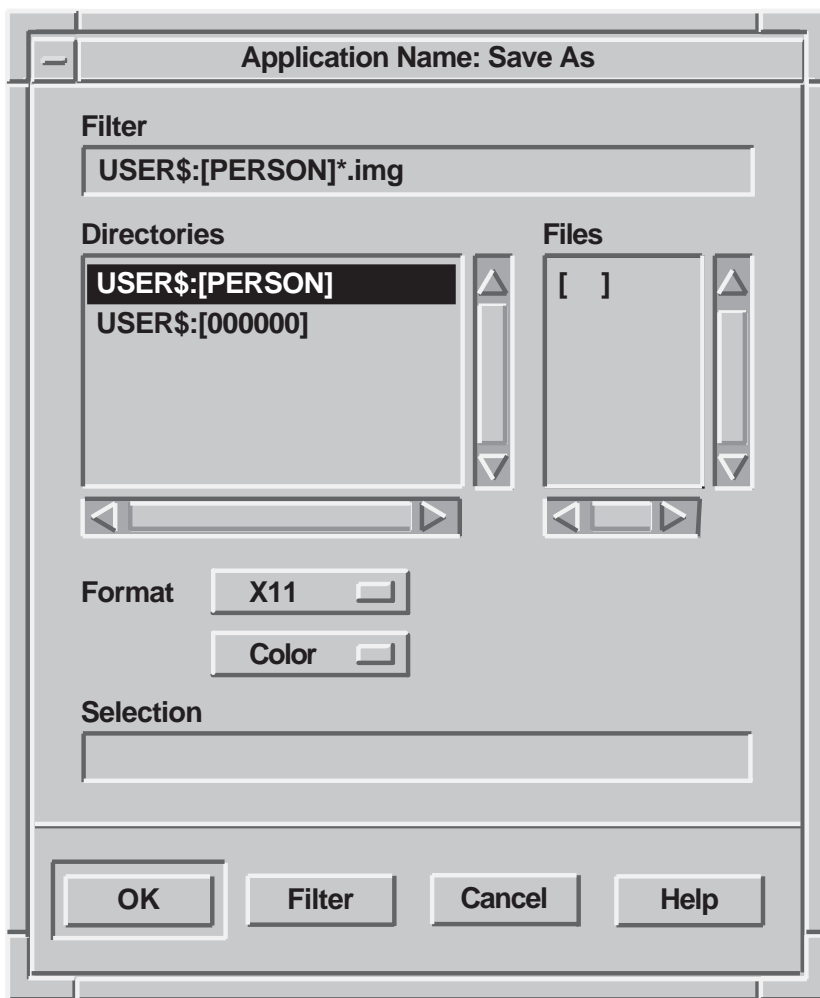 Application Name: Save As
Filter
USER$:[PERSON]*.img
Directories
Files
USER$:[PERSON]
[ ]
USER$:[000000]
Format
X11
Color
Selection
OK
Filter
Cancel
Help